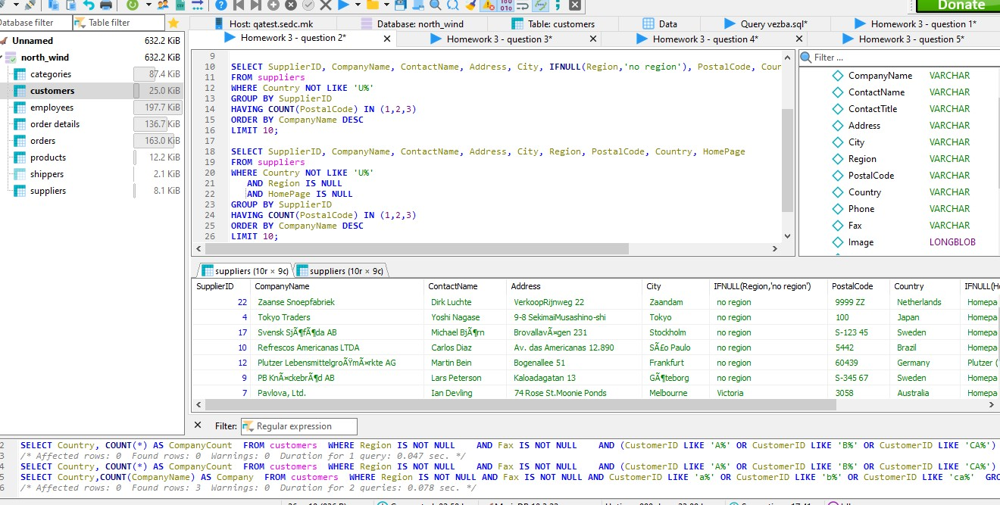 Donate
Database filter
Table filter
Host: qatest.sedc.mk
Database: north_wind
Table: customers
Data
Query vezba.sql*
Homework 3 - question 1*
Homework 3 - question 2*
Homework 3 - question 3*
Homework 3 - question 4*
Homework 3 - question 5*
Unnamed 632.2 KiB
north_wind 632.2 KiB
categories 87.4 KiB
customers 25.0 KiB
employees 197.7 KiB
order details 136.7 KiB
orders 163.0 KiB
products 12.2 KiB
shippers 2.1 KiB
suppliers 8.1 KiB
9
10 SELECT SupplierID, CompanyName, ContactName, Address, City, IFNULL(Region,'no region'), PostalCode, Cour
11 FROM suppliers
12 WHERE Country NOT LIKE 'U%'
13 GROUP BY SupplierID
14 HAVING COUNT(PostalCode) IN (1,2,3)
15 ORDER BY CompanyName DESC
16 LIMIT 10;
17
18 SELECT SupplierID, CompanyName, ContactName, Address, City, Region, PostalCode, Country, HomePage
19 FROM suppliers
20 WHERE Country NOT LIKE 'U%'
21 AND Region IS NULL
22 AND HomePage IS NULL
23 GROUP BY SupplierID
24 HAVING COUNT(PostalCode) IN (1,2,3)
25 ORDER BY CompanyName DESC
26 LIMIT 10;
Filter ...
CompanyName VARCHAR
ContactName VARCHAR
ContactTitle VARCHAR
Address VARCHAR
City VARCHAR
Region VARCHAR
PostalCode VARCHAR
Country VARCHAR
Phone VARCHAR
Fax VARCHAR
Image LONGBLOB
suppliers (10r × 9c) suppliers (10r × 9c)
SupplierID CompanyName ContactName Address City IFNULL(Region,'no region') PostalCode Country IFNULL(H
22 Zaanse Snoepfabriek Dirk Luchte VerkoopRijnweg 22 Zaandam no region 9999 ZZ Netherlands Homepa
4 Tokyo Traders Yoshi Nagase 9-8 SekimaiMusashino-shi Tokyo no region 100 Japan Homepa
17 Svensk SjÃ¶fÃ¶da AB Michael BjÃ¶rn BrovallavÃ¤gen 231 Stockholm no region S-123 45 Sweden Homepa
10 Refrescos Americanas LTDA Carlos Diaz Av. das Americanas 12.890 SÃ£o Paulo no region 5442 Brazil Homepa
12 Plutzer LebensmittelgroÃŸmÃ¤rkte AG Martin Bein Bogenallee 51 Frankfurt no region 60439 Germany Plutzer (
9 PB KnÃ¤ckebrÃ¶d AB Lars Peterson Kaloadagatan 13 GÃ¶teborg no region S-345 67 Sweden Homepa
7 Pavlova, Ltd. Ian Devling 74 Rose St.Moonie Ponds Melbourne Victoria 3058 Australia Homepa
Filter: Regular expression
2 SELECT Country, COUNT(*) AS CompanyCount FROM customers WHERE Region IS NOT NULL AND Fax IS NOT NULL AND (CustomerID LIKE 'A%' OR CustomerID LIKE 'B%' OR CustomerID LIKE 'CA%')
3 /* Affected rows: 0 Found rows: 0 Warnings: 0 Duration for 1 query: 0.047 sec. */
4 SELECT Country, COUNT(*) AS CompanyCount FROM customers WHERE Region IS NOT NULL AND Fax IS NOT NULL AND (CustomerID LIKE 'A%' OR CustomerID LIKE 'B%' OR CustomerID LIKE 'CA%')
5 SELECT Country,COUNT(CompanyName) AS Company FROM customers WHERE Region IS NOT NULL AND Fax IS NOT NULL AND CustomerID LIKE 'a%' OR CustomerID LIKE 'b%' OR CustomerID LIKE 'ca%' GRO
6 /* Affected rows: 0 Found rows: 3 Warnings: 0 Duration for 2 queries: 0.078 sec. */